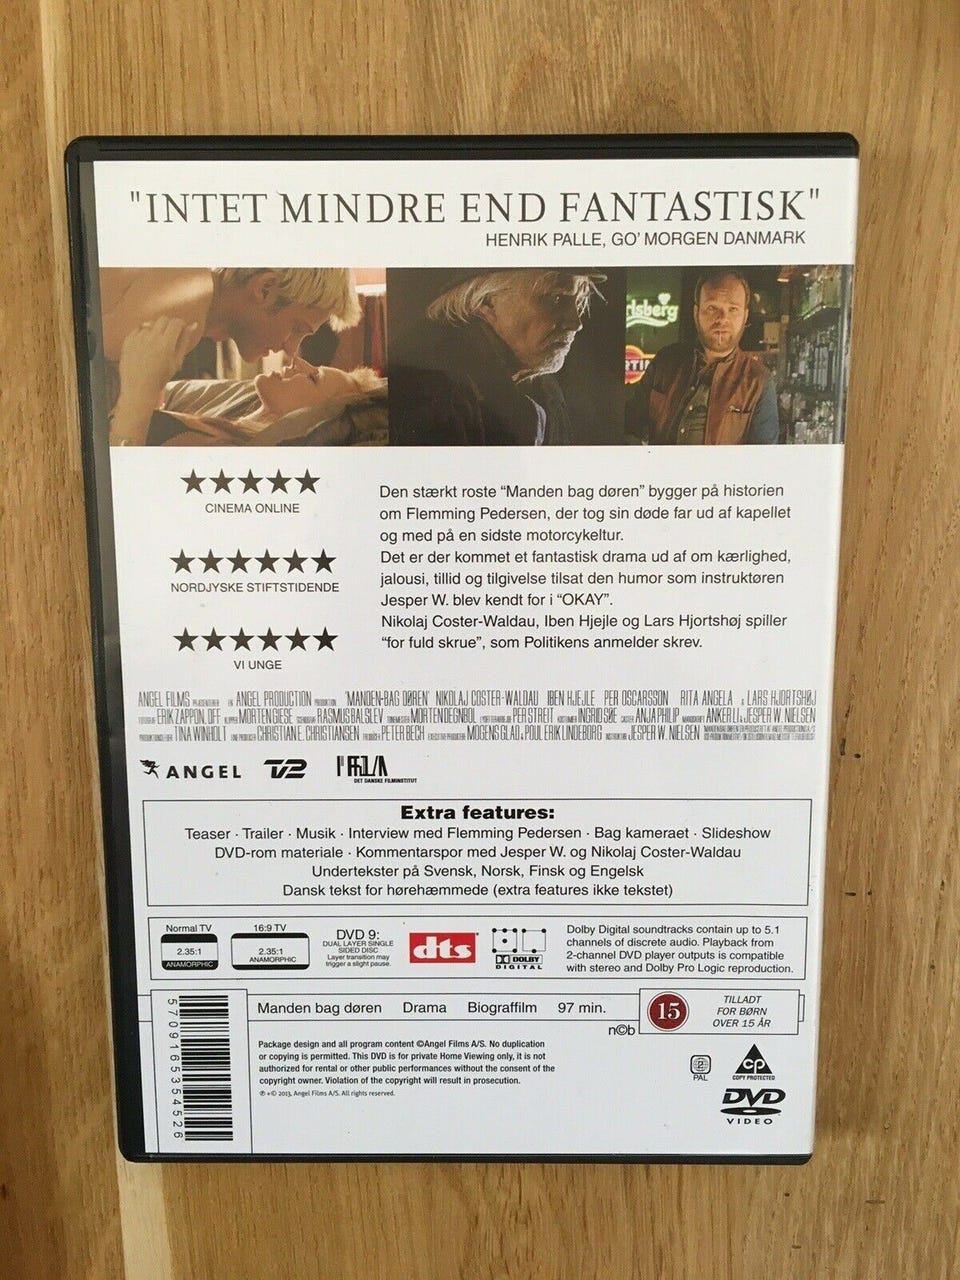 "INTET MINDRE END FANTASTISK"
HENRIK PALLE, GO' MORGEN DANMARK
lsberg
RTI
CINEMA ONLINE
NORDJYSKE STIFTSTIDENDE
VI UNGE
Den stærkt roste “Manden bag døren” bygger på historien
om Flemming Pedersen, der tog sin døde far ud af kapellet
og med på en sidste motorcykeltur.
Det er der kommet et fantastisk drama ud af om kærlighed,
jalousi, tillid og tilgivelse tilsat den humor som instruktøren
Jesper W. blev kendt for i “OKAY”.
Nikolaj Coster-Waldau, Iben Hjejle og Lars Hjortshøj spiller
“for fuld skrue”, som Politikens anmelder skrev.
ANGEL FILMS PRÆSENTERER EN ANGEL PRODUCTION 'MANDEN BAG DØREN' NIKOLAJ COSTER-WALDAU IBEN HJEJLE PER OSCARSSON RITA ANGELA & LARS HJORTSHØJ
ERIK ZAPPON, DFF KLIPPER MORTEN GIESE RASMUS BALSLEV MORTEN DEGNBOL PER STREIT INGRID SØE CASTER ANJA PHILIP ANKER LI & JESPER W. NIELSEN
TINA WINHOLT CHRISTIAN E. CHRISTIANSEN PETER BECH MOGENS GLAD & POUL ERIK LINDEBORG JESPER W. NIELSEN
ANGEL TV2
DET DANSKE FILMINSTITUT
Extra features:
Teaser · Trailer · Musik · Interview med Flemming Pedersen · Bag kameraet · Slideshow
DVD-rom materiale · Kommentarspor med Jesper W. og Nikolaj Coster-Waldau
Undertekster på Svensk, Norsk, Finsk og Engelsk
Dansk tekst for hørehæmmede (extra features ikke tekstet)
Normal TV
2.35:1
ANAMORPHIC
16:9 TV
2.35:1
ANAMORPHIC
DVD 9:
DUAL LAYER SINGLE
SIDED DISC
Layer transition may
trigger a slight pause.
dts
DOLBY
DIGITAL
Dolby Digital soundtracks contain up to 5.1
channels of discrete audio. Playback from
2-channel DVD player outputs is compatible
with stereo and Dolby Pro Logic reproduction.
Manden bag døren Drama Biograffilm 97 min.
n©b
15
TILLADT
FOR BØRN
OVER 15 ÅR
5709165354526
Package design and all program content ©Angel Films A/S. No duplication
or copying is permitted. This DVD is for private Home Viewing only, it is not
authorized for rental or other public performances without the consent of the
copyright owner. Violation of the copyright will result in prosecution.
℗ + © 2013, Angel Films A/S. All rights reserved.
2
PAL
CP
COPY PROTECTED
DVD
VIDEO